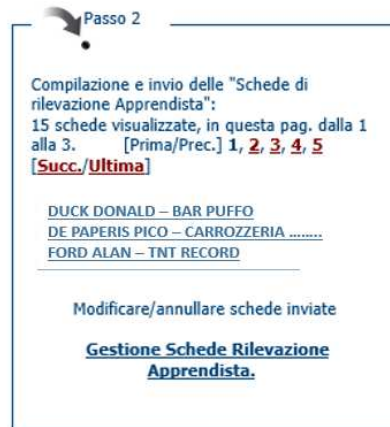 Passo 2
Compilazione e invio delle "Schede di
rilevazione Apprendista":
15 schede visualizzate, in questa pag. dalla 1
alla 3. [Prima/Prec.] 1, 2, 3, 4, 5
[Succ./Ultima]
DUCK DONALD – BAR PUFFO
DE PAPERIS PICO – CARROZZERIA ........
FORD ALAN – TNT RECORD
Modificare/annullare schede inviate
Gestione Schede Rilevazione
Apprendista.